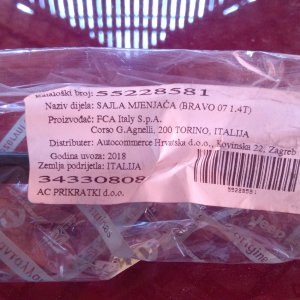 Kataloški broj: 55228581
Naziv dijela: SAJLA MJENJAČA (BRAVO 07 1.4T)
Proizvođač: FCA Italy S.p.A.
Corso G.Agnelli, 200 TORINO, ITALIJA
Distributer: Autocommerce Hrvatska d.o.o., Kovinska 22, Zagreb
Godina uvoza: 2018
Zemlja podrijetla: ITALIJA
34330808
AC PRIKRATKI d.o.o.
55228581